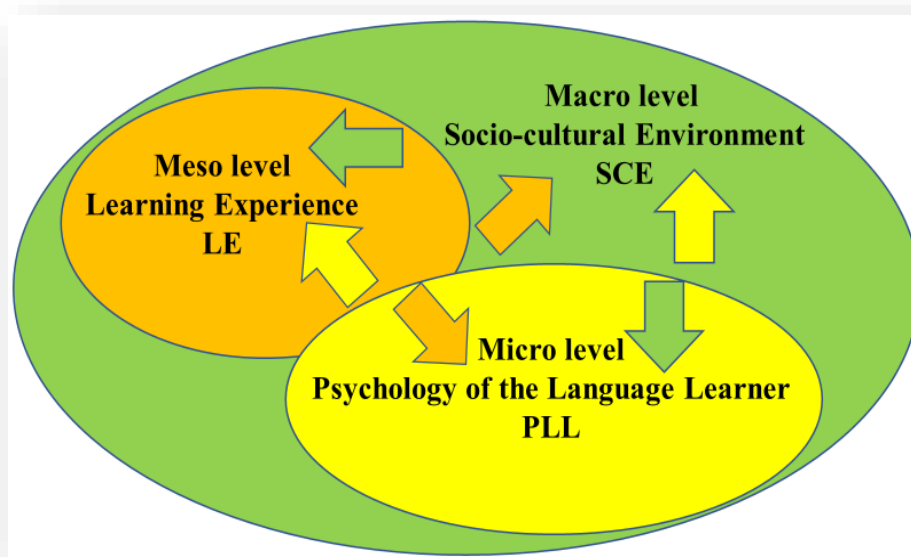 Macro level
Socio-cultural Environment
SCE
Meso level
Learning Experience
LE
Micro level
Psychology of the Language Learner
PLL